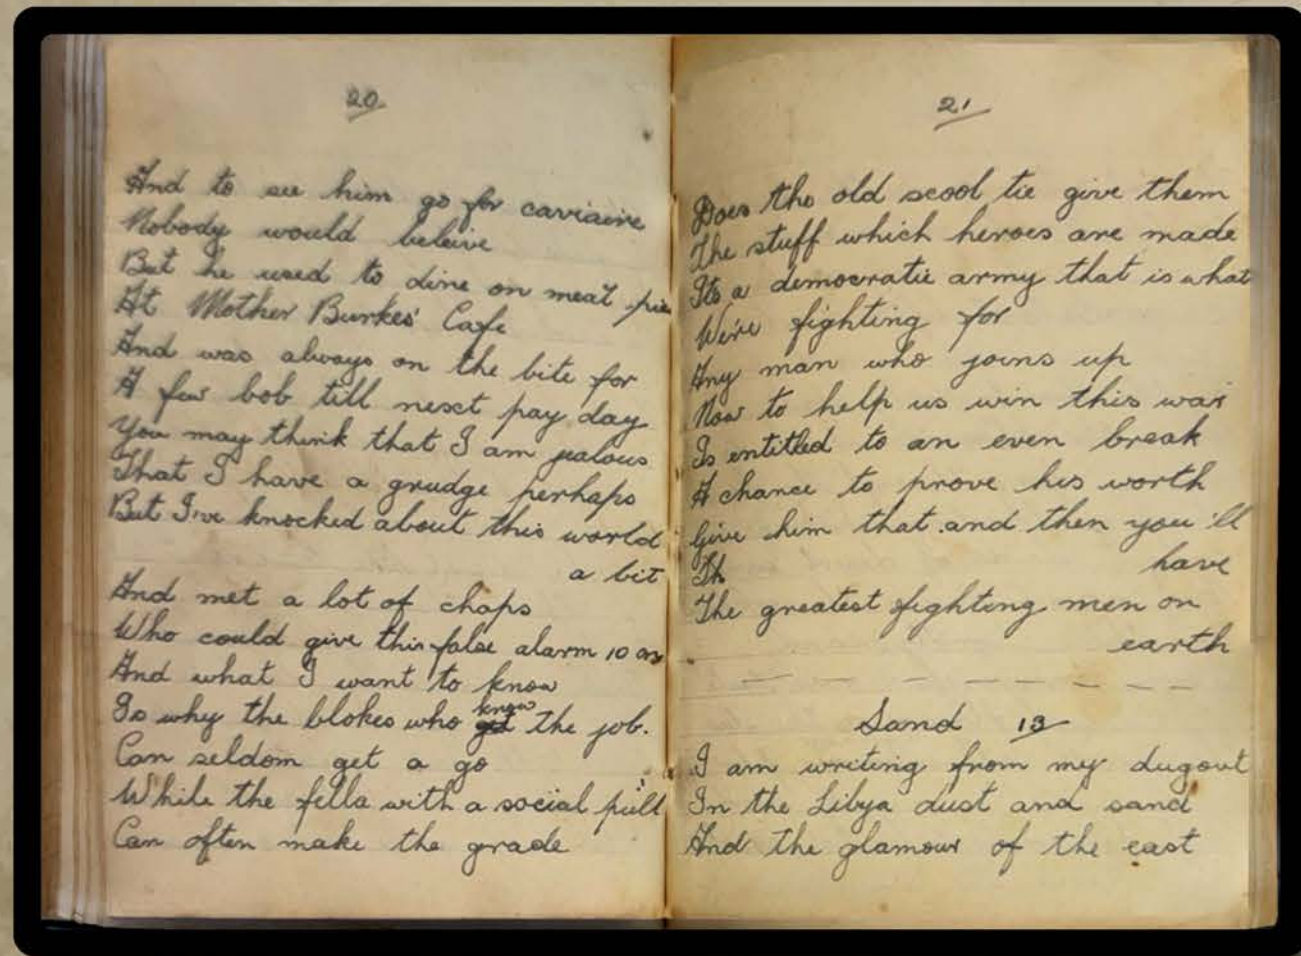 20
And to see him go for caviaire
Nobody would beleive
But he used to dine on meat pies
At Mother Burkes' Cafe
And was always on the bite for
A few bob till nesct pay day
You may think that I am jealous
That I have a grudge perhaps
But I've knocked about this world
a bit
And met a lot of chaps
Who could give this false alarm 10 on
And what I want to know
Is why the blokes who know the job.
Can seldom get a go
While the fella with a social pull
Can often make the grade
21
Does the old scool tie give them
The stuff which heroes are made
Its a democratic army that is what
We're fighting for
Any man who joins up
Now to help us win this war
Is entitled to an even break
A chance to prove his worth
Give him that and then you'll
Th have
The greatest fighting men on
earth
Sand 13
I am writing from my dugout
In the Libya dust and sand
And the glamour of the east